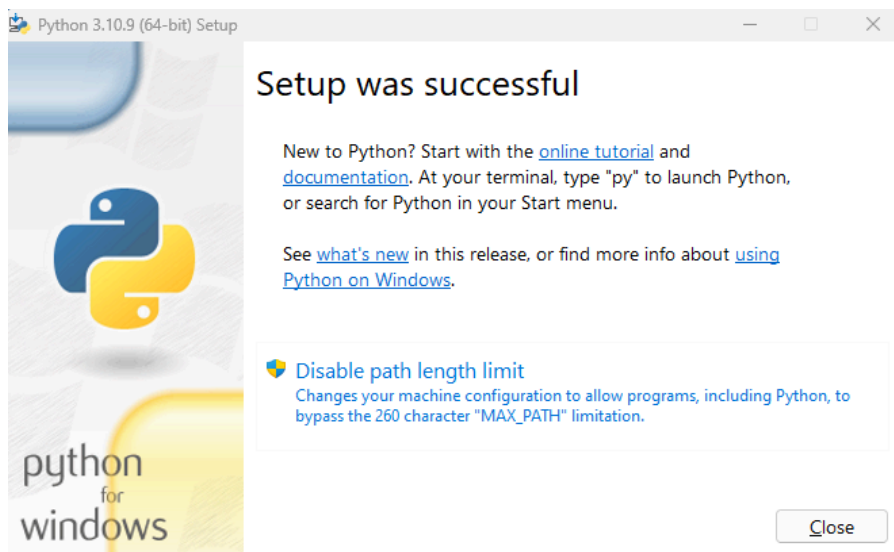 Python 3.10.9 (64-bit) Setup
Setup was successful
New to Python? Start with the online tutorial and
documentation. At your terminal, type "py" to launch Python,
or search for Python in your Start menu.
See what's new in this release, or find more info about using
Python on Windows.
Disable path length limit
Changes your machine configuration to allow programs, including Python, to
bypass the 260 character "MAX_PATH" limitation.
python
for
windows
Close